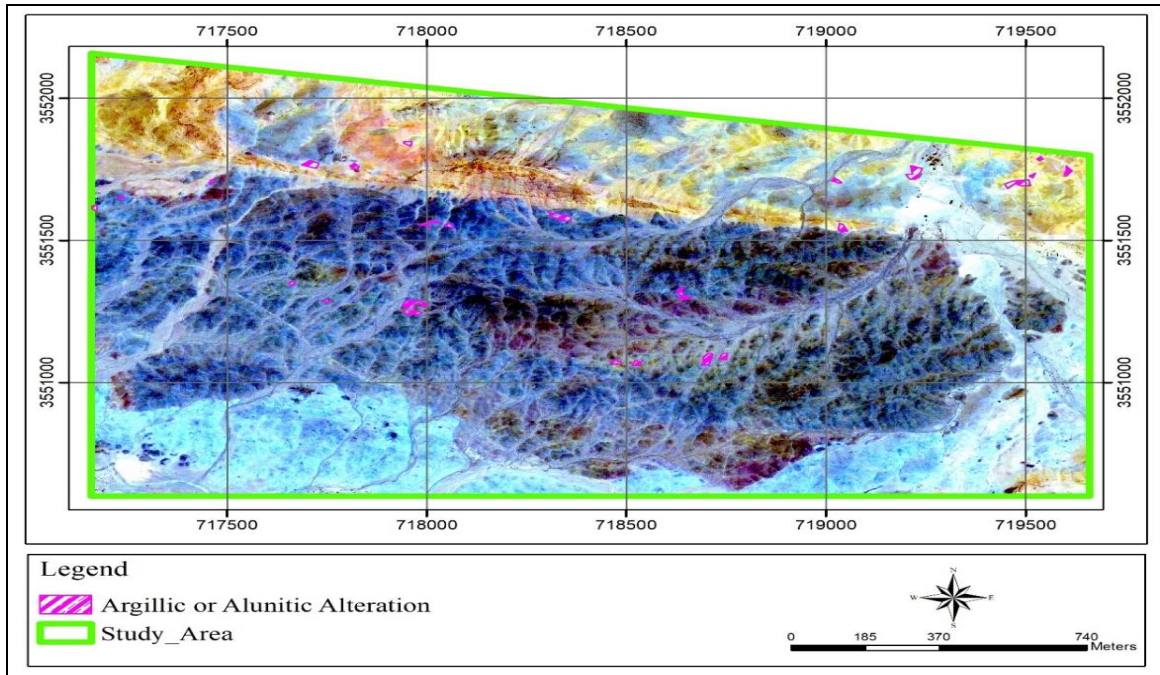 717500 718000 718500 719000 719500
3552000 3552000
3551500 3551500
3551000 3551000
717500 718000 718500 719000 719500
Legend
Argillic or Alunitic Alteration
Study_Area
N
W E
S
0 185 370 740
Meters